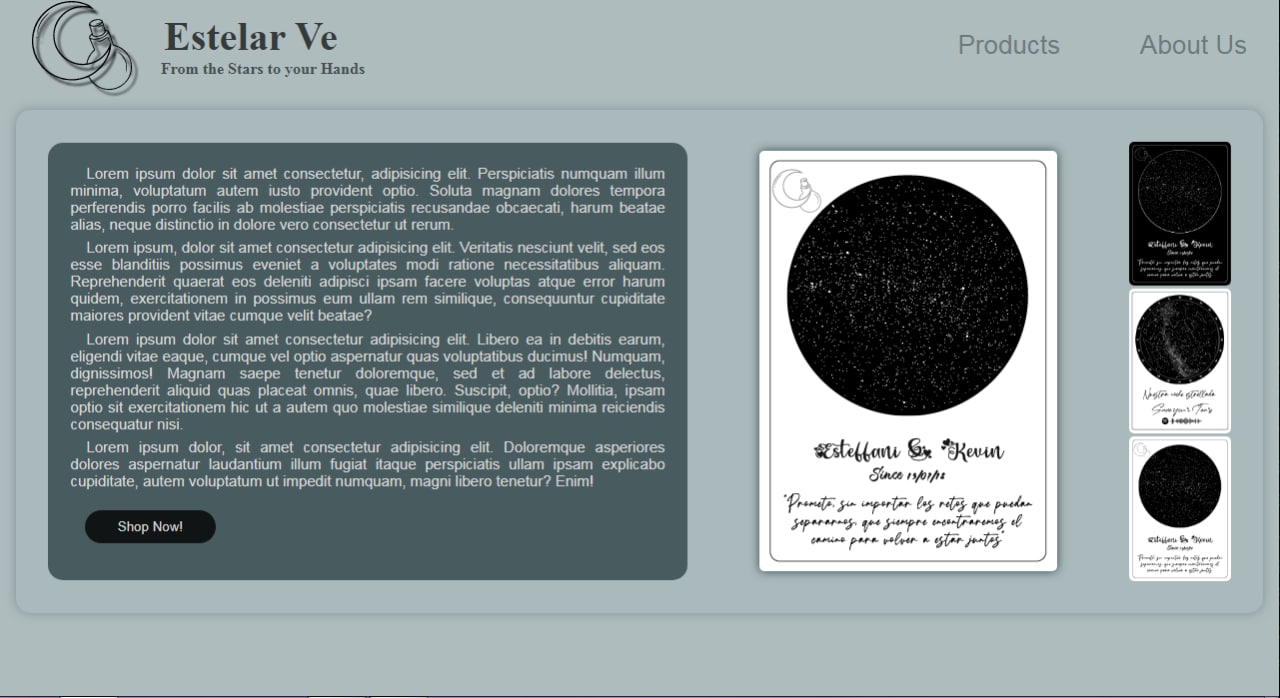 Estelar Ve
From the Stars to your Hands
Products
About Us
Lorem ipsum dolor sit amet consectetur, adipisicing elit. Perspiciatis numquam illum
minima, voluptatum autem iusto provident optio. Soluta magnam dolores tempora
perferendis porro facilis ab molestiae perspiciatis recusandae obcaecati, harum beatae
alias, neque distinctio in dolore vero consectetur ut rerum.
Lorem ipsum, dolor sit amet consectetur adipisicing elit. Veritatis nesciunt velit, sed eos
esse blanditiis possimus eveniet a voluptates modi ratione necessitatibus aliquam.
Reprehenderit quaerat eos deleniti adipisci ipsam facere voluptas atque error harum
quidem, exercitationem in possimus eum ullam rem similique, consequuntur cupiditate
maiores provident vitae cumque velit beatae?
Lorem ipsum dolor sit amet consectetur adipisicing elit. Libero ea in debitis earum,
eligendi vitae eaque, cumque vel optio aspernatur quas voluptatibus ducimus! Numquam,
dignissimos! Magnam saepe tenetur doloremque, sed et ad labore delectus,
reprehenderit aliquid quas placeat omnis, quae libero. Suscipit, optio? Mollitia, ipsam
optio sit exercitationem hic ut a autem quo molestiae similique deleniti minima reiciendis
consequatur nisi.
Lorem ipsum dolor, sit amet consectetur adipisicing elit. Doloremque asperiores
dolores aspernatur laudantium illum fugiat itaque perspiciatis ullam ipsam explicabo
cupiditate, autem voluptatum ut impedit numquam, magni libero tenetur? Enim!
Shop Now!
Esteffani & Kevin
Since
"Prometo, sin importar los retos que puedan
separarnos, que siempre encontraremos el
camino para volver a estar juntos"
Esteffani & Kevin
Nuestra vida estrellada
Esteffani & Kevin